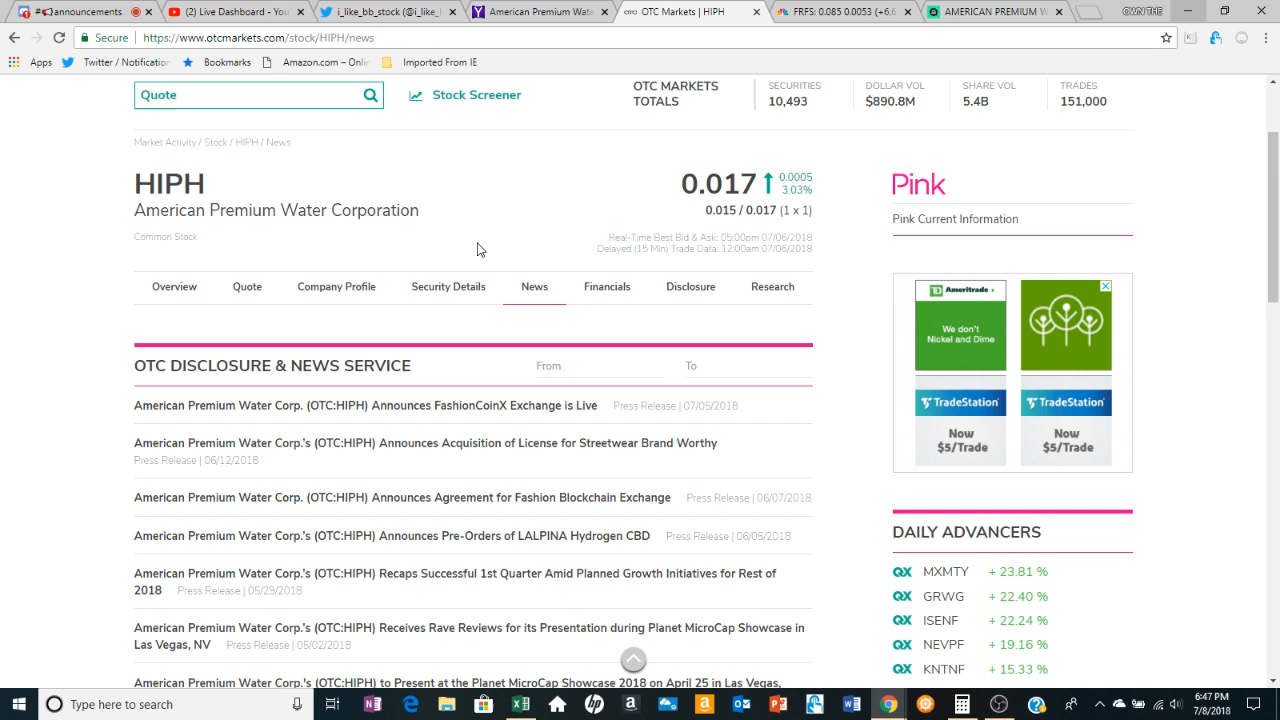 #📢announcements
(2) Live Dashboard - You
i_like_bb_stock (@i_like_
American Premium Water
OTC Markets | HIPH
FRFS: 0.085 0.0053 (+6.6
AMERICAN PREMIUM W
OWN THE
Secure
https://www.otcmarkets.com/stock/HIPH/news
Apps
Twitter / Notification
Bookmarks
Amazon.com – Onlin
Imported From IE
Quote
Stock Screener
OTC MARKETS
TOTALS
SECURITIES
10,493
DOLLAR VOL
$890.8M
SHARE VOL
5.4B
TRADES
151,000
Market Activity / Stock / HIPH / News
HIPH
American Premium Water Corporation
Common Stock
0.017
0.0005
3.03%
0.015 / 0.017 (1 x 1)
Real-Time Best Bid & Ask: 05:00pm 07/06/2018
Delayed (15 Min) Trade Data: 12:00am 07/06/2018
Pink
Pink Current Information
Overview
Quote
Company Profile
Security Details
News
Financials
Disclosure
Research
OTC DISCLOSURE & NEWS SERVICE
From
To
American Premium Water Corp. (OTC:HIPH) Announces FashionCoinX Exchange is Live Press Release | 07/05/2018
American Premium Water Corp.'s (OTC:HIPH) Announces Acquisition of License for Streetwear Brand Worthy
Press Release | 06/12/2018
American Premium Water Corp. (OTC:HIPH) Announces Agreement for Fashion Blockchain Exchange Press Release | 06/07/2018
American Premium Water Corp.'s (OTC:HIPH) Announces Pre-Orders of LALPINA Hydrogen CBD Press Release | 06/05/2018
American Premium Water Corp.'s (OTC:HIPH) Recaps Successful 1st Quarter Amid Planned Growth Initiatives for Rest of
2018 Press Release | 05/29/2018
American Premium Water Corp.'s (OTC:HIPH) Receives Rave Reviews for its Presentation during Planet MicroCap Showcase in
Las Vegas, NV Press Release | 05/02/2018
American Premium Water Corp.'s (OTC:HIPH) to Present at the Planet MicroCap Showcase 2018 on April 25 in Las Vegas,
Ameritrade
We don't
Nickel and Dime
TradeStation
Now
$5/Trade
TradeStation
Now
$5/Trade
DAILY ADVANCERS
QX MXMTY + 23.81 %
QX GRWG + 22.40 %
QX ISENF + 22.24 %
QX NEVPF + 19.16 %
QX KNTNF + 15.33 %
Type here to search
6:47 PM
7/8/2018